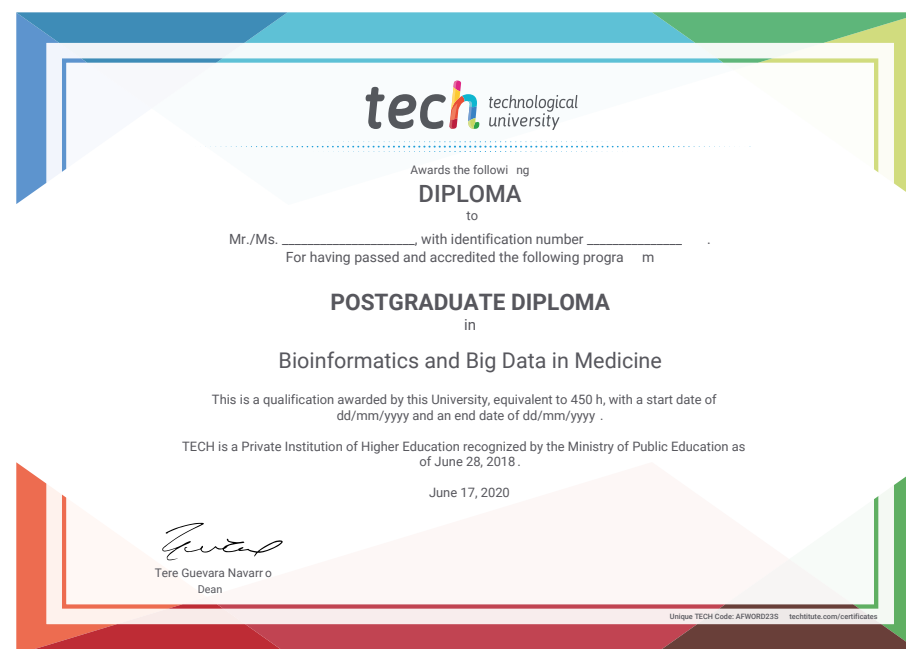 tech technological
university
Awards the followi ng
DIPLOMA
to
Mr./Ms. ____________________, with identification number ______________ .
For having passed and accredited the following progra m
POSTGRADUATE DIPLOMA
in
Bioinformatics and Big Data in Medicine
This is a qualification awarded by this University, equivalent to 450 h, with a start date of
dd/mm/yyyy and an end date of dd/mm/yyyy .
TECH is a Private Institution of Higher Education recognized by the Ministry of Public Education as
of June 28, 2018 .
June 17, 2020
Tere Guevara Navarr o
Dean
Unique TECH Code: AFWORD23S techtitute.com/certificates